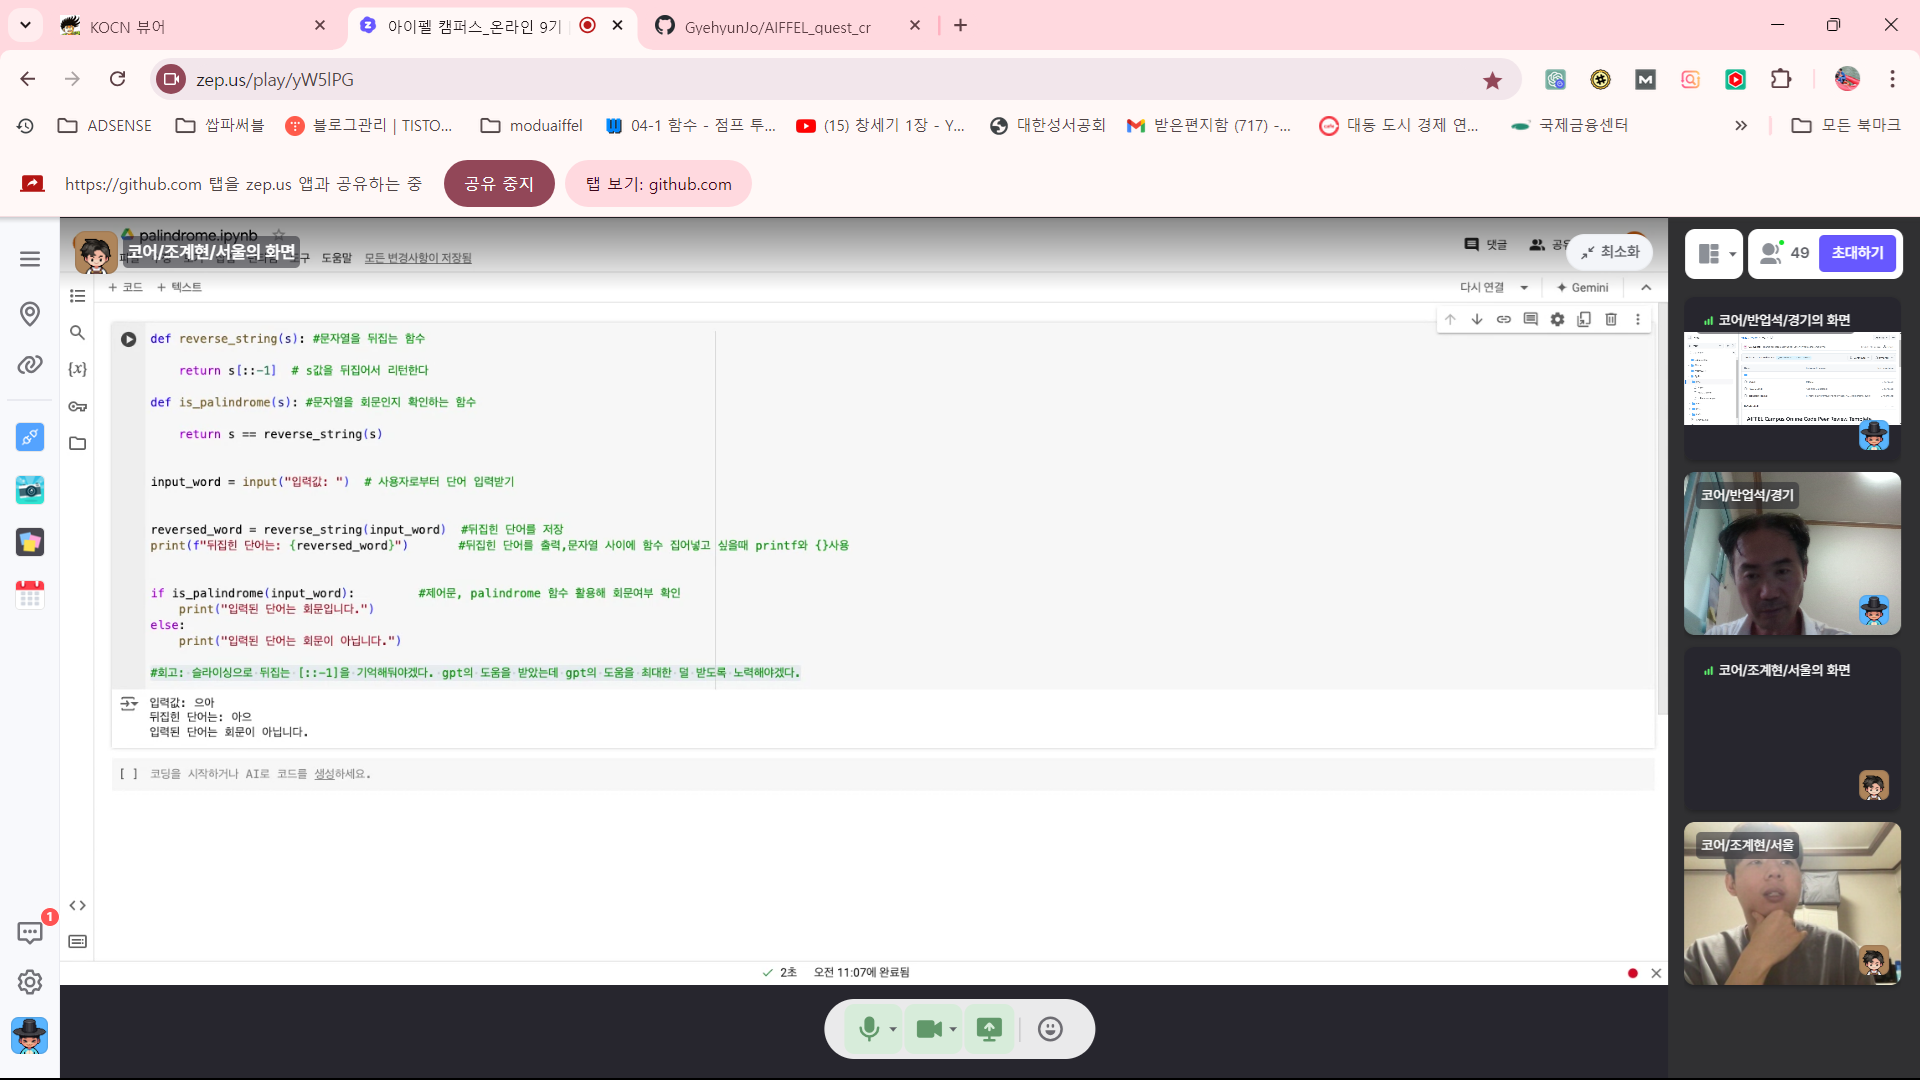 KOCN 뷰어
아이펠 캠퍼스_온라인 9기
GyehyunJo/AIFFEL_quest_cr
zep.us/play/yW5lPG
ADSENSE
쌉파써블
블로그관리 | TISTO...
moduaiffel
04-1 함수 - 점프 투...
(15) 창세기 1장 - Y...
대한성서공회
받은편지함 (717) -...
대동 도시 경제 연...
국제금융센터
모든 북마크
https://github.com 탭을 zep.us 앱과 공유하는 중
공유 중지
탭 보기: github.com
palindrome.ipynb
코어/조계현/서울의 화면
도움말
모든 변경사항이 저장됨
댓글
최소화
49
초대하기
+ 코드
+ 텍스트
다시 연결
Gemini
def reverse_string(s): #문자열을 뒤집는 함수
return s[::-1] # s값을 뒤집어서 리턴한다
def is_palindrome(s): #문자열을 회문인지 확인하는 함수
return s == reverse_string(s)
input_word = input("입력값: ") # 사용자로부터 단어 입력받기
reversed_word = reverse_string(input_word) #뒤집힌 단어를 저장
print(f"뒤집힌 단어는: {reversed_word}") #뒤집힌 단어를 출력,문자열 사이에 함수 집어넣고 싶을때 printf와 {}사용
if is_palindrome(input_word): #제어문, palindrome 함수 활용해 회문여부 확인
print("입력된 단어는 회문입니다.")
else:
print("입력된 단어는 회문이 아닙니다.")
#회고: 슬라이싱으로 뒤집는 [::-1]을 기억해둬야겠다. gpt의 도움을 받았는데 gpt의 도움을 최대한 덜 받도록 노력해야겠다.
입력값: 으아
뒤집힌 단어는: 아으
입력된 단어는 회문이 아닙니다.
[ ] 코딩을 시작하거나 AI로 코드를 생성하세요.
2초 오전 11:07에 완료됨
코어/반업석/경기의 화면
AIFFEL Campus Online Code Peer Review Template
코어/반업석/경기
코어/조계현/서울의 화면
코어/조계현/서울
1